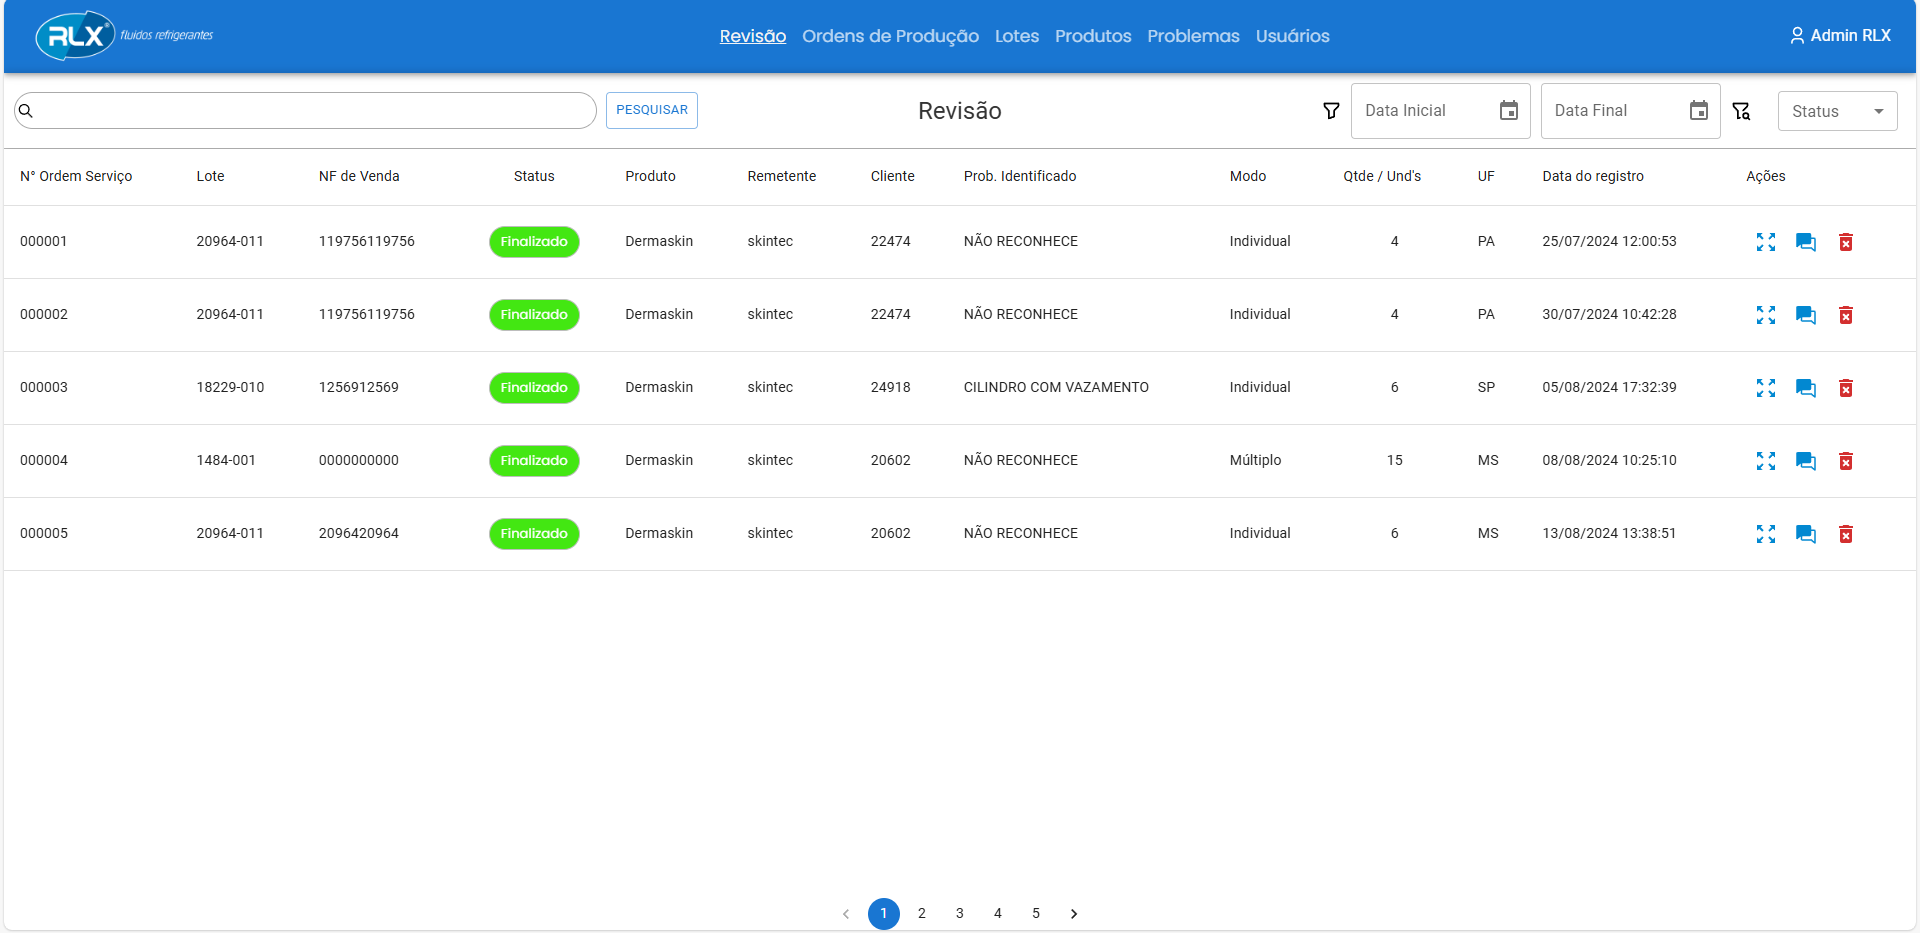 RLX® fluidos refrigerantes
Revisão Ordens de Produção Lotes Produtos Problemas Usuários
Admin RLX
PESQUISAR
Revisão
Data Inicial
Data Final
Status
N° Ordem Serviço Lote NF de Venda Status Produto Remetente Cliente Prob. Identificado Modo Qtde / Und's UF Data do registro Ações
000001 20964-011 119756119756 Finalizado Dermaskin skintec 22474 NÃO RECONHECE Individual 4 PA 25/07/2024 12:00:53
000002 20964-011 119756119756 Finalizado Dermaskin skintec 22474 NÃO RECONHECE Individual 4 PA 30/07/2024 10:42:28
000003 18229-010 1256912569 Finalizado Dermaskin skintec 24918 CILINDRO COM VAZAMENTO Individual 6 SP 05/08/2024 17:32:39
000004 1484-001 0000000000 Finalizado Dermaskin skintec 20602 NÃO RECONHECE Múltiplo 15 MS 08/08/2024 10:25:10
000005 20964-011 2096420964 Finalizado Dermaskin skintec 20602 NÃO RECONHECE Individual 6 MS 13/08/2024 13:38:51
1 2 3 4 5